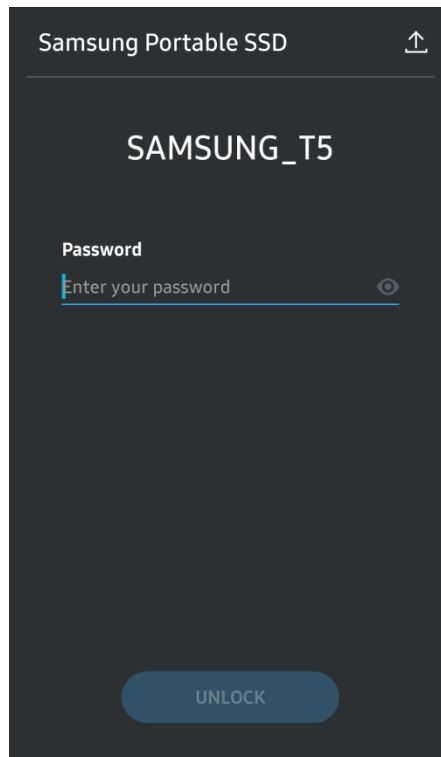 Samsung Portable SSD
SAMSUNG_T5
Password
Enter your password
UNLOCK